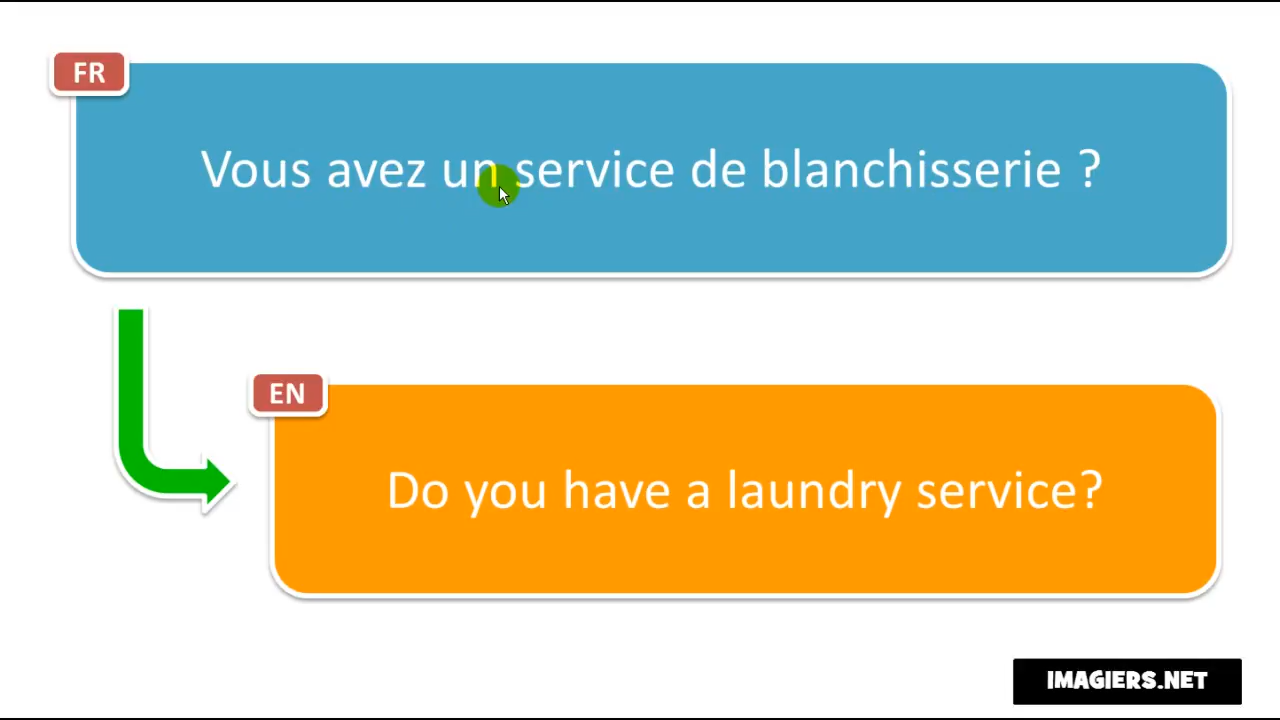 FR
Vous avez un service de blanchisserie ?
EN
Do you have a laundry service?
IMAGIERS.NET